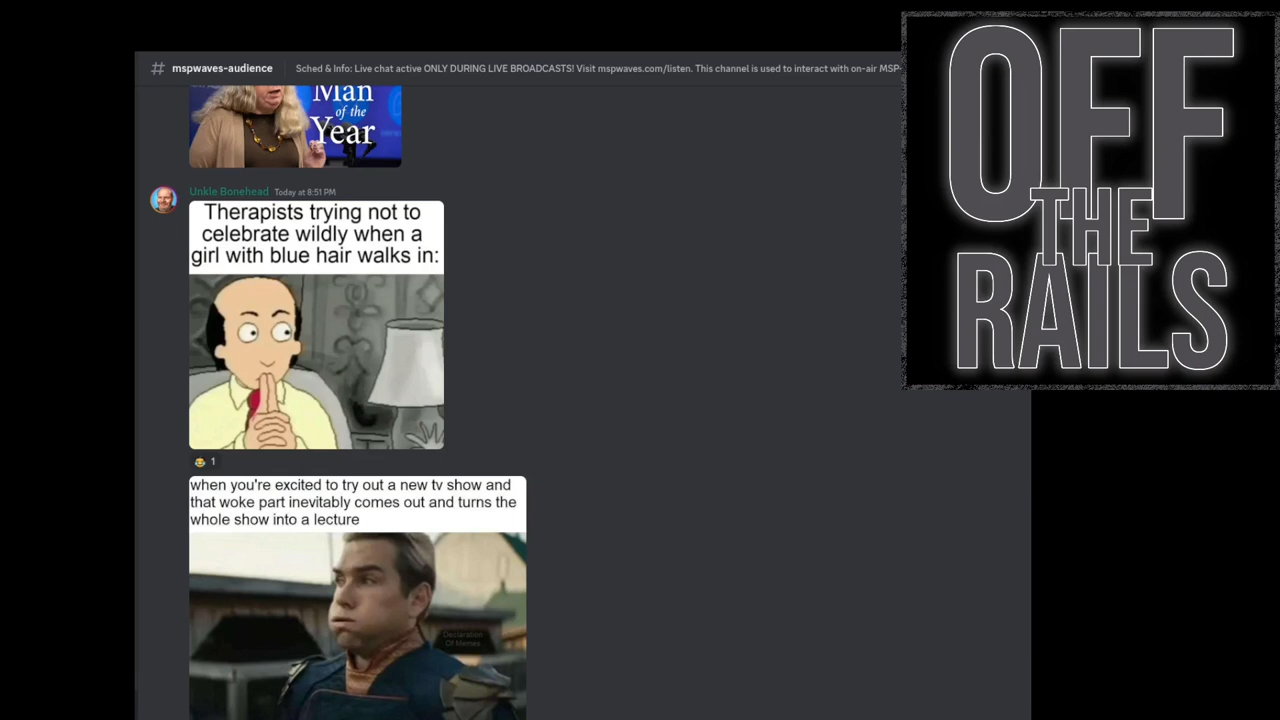 # mspwaves-audience
Sched & Info: Live chat active ONLY DURING LIVE BROADCASTS! Visit mspwaves.com/listen. This channel is used to interact with on-air MSP-
OFF
THE
RAILS
Man
of the
Year
Unkle Bonehead Today at 8:51 PM
Therapists trying not to
celebrate wildly when a
girl with blue hair walks in:
1
when you're excited to try out a new tv show and
that woke part inevitably comes out and turns the
whole show into a lecture
Declaration
Of Memes